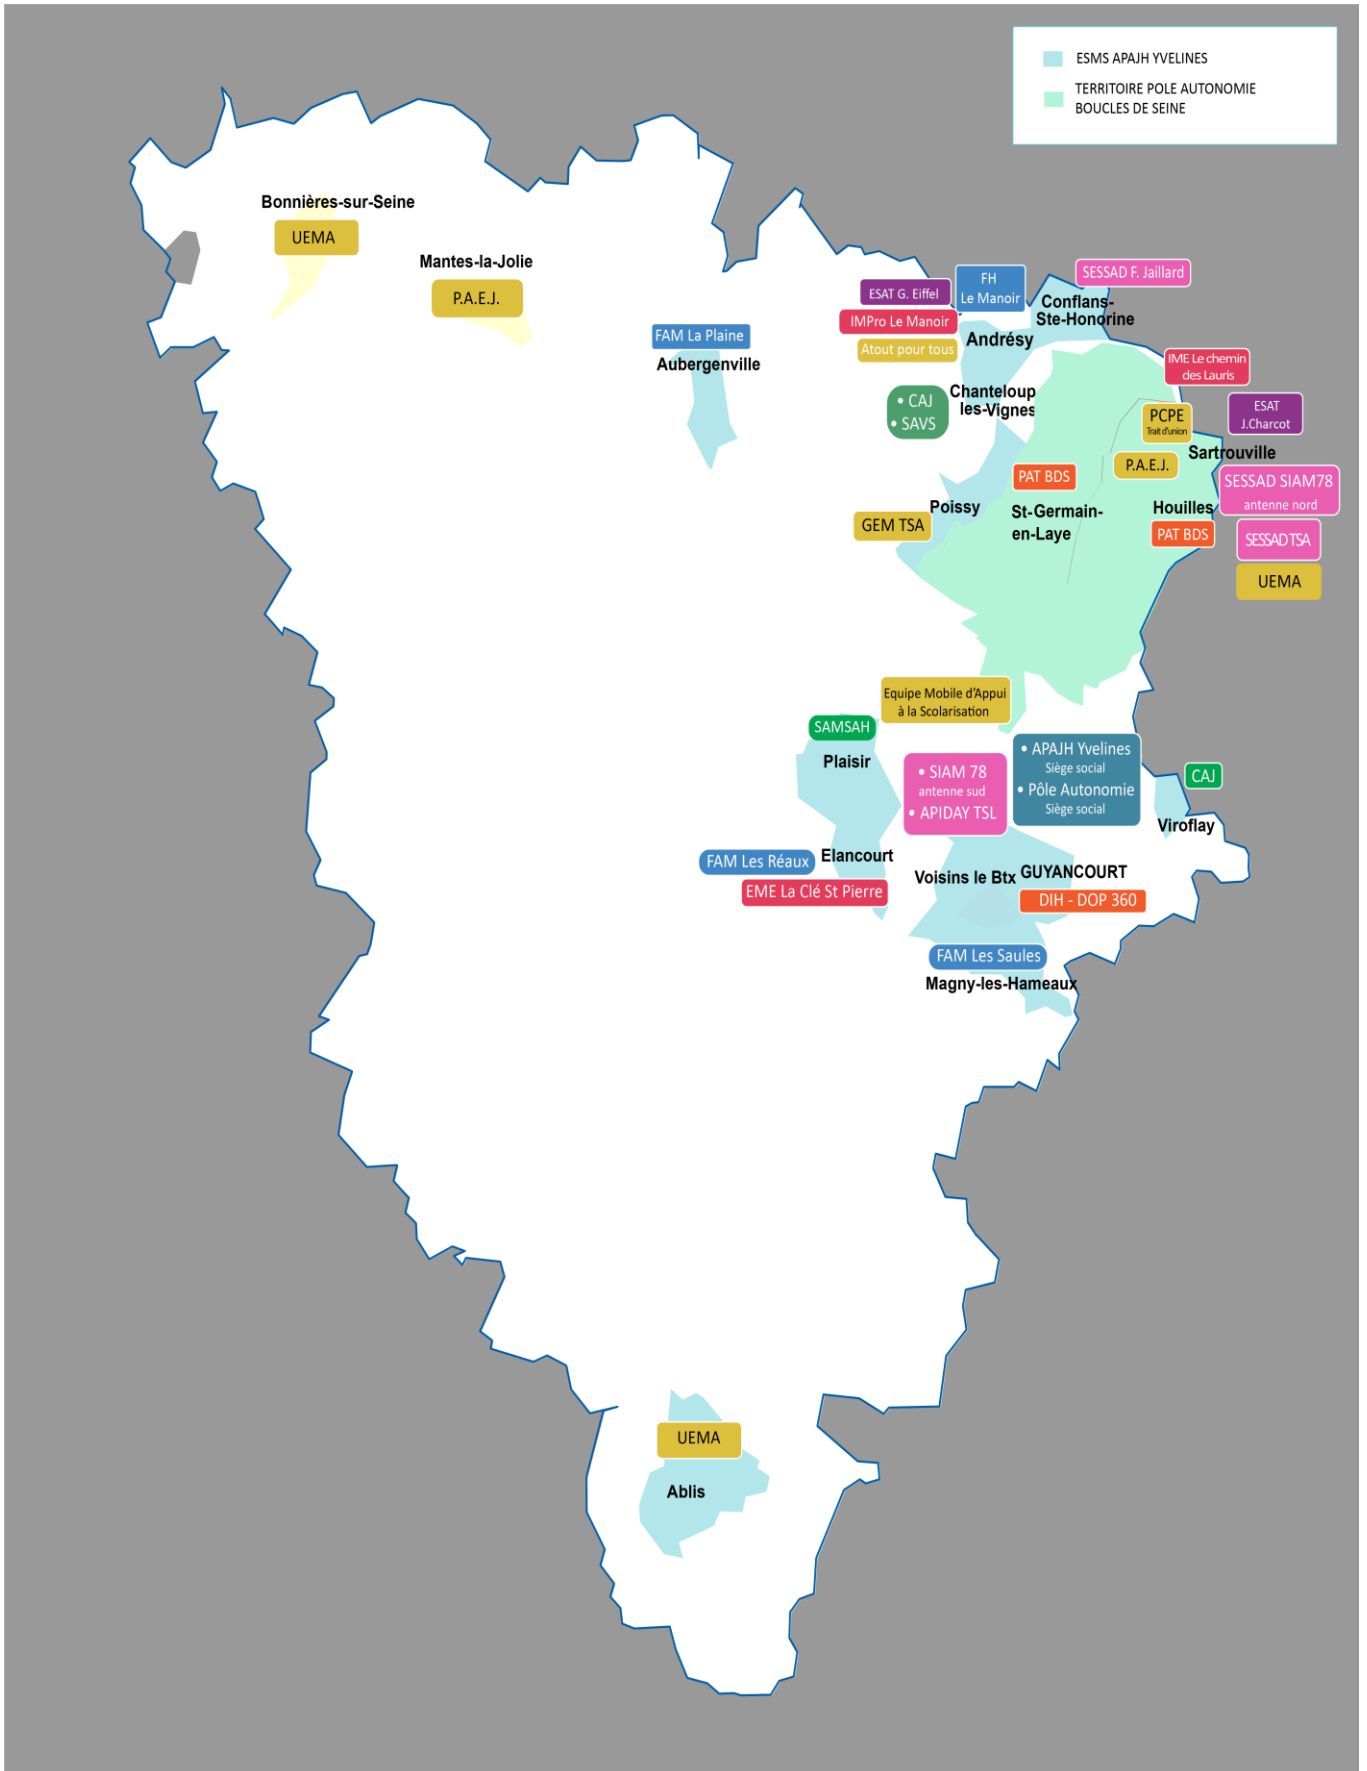 ESMS APAJH YVELINES
TERRITOIRE POLE AUTONOMIE
BOUCLES DE SEINE
Bonnières-sur-Seine
UEMA
Mantes-la-Jolie
P.A.E.J.
FAM La Plaine
Aubergenville
ESAT G. Eiffel
FH
Le Manoir
SESSAD F. Jaillard
IMPro Le Manoir
Atout pour tous
Conflans-
Ste-Honorine
Andrésy
• CAJ
• SAVS
Chanteloup
les-Vignes
IME Le chemin
des Lauris
ESAT
J.Charcot
PCPE
Trait d'union
P.A.E.J.
Sartrouville
SESSAD SIAM78
antenne nord
SESSAD TSA
UEMA
PAT BDS
St-Germain-
en-Laye
Houilles
PAT BDS
Poissy
GEM TSA
Equipe Mobile d'Appui
à la Scolarisation
SAMSAH
Plaisir
• SIAM 78
antenne sud
• APIDAY TSL
• APAJH Yvelines
Siège social
• Pôle Autonomie
Siège social
CAJ
Viroflay
Elancourt
FAM Les Réaux
EME La Clé St Pierre
Voisins le Btx
GUYANCOURT
DIH - DOP 360
FAM Les Saules
Magny-les-Hameaux
UEMA
Ablis